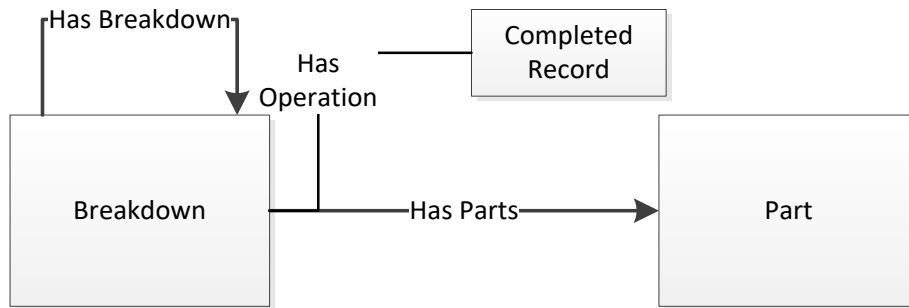 Has Breakdown
Completed
Record
Has
Operation
Breakdown
Has Parts
Part